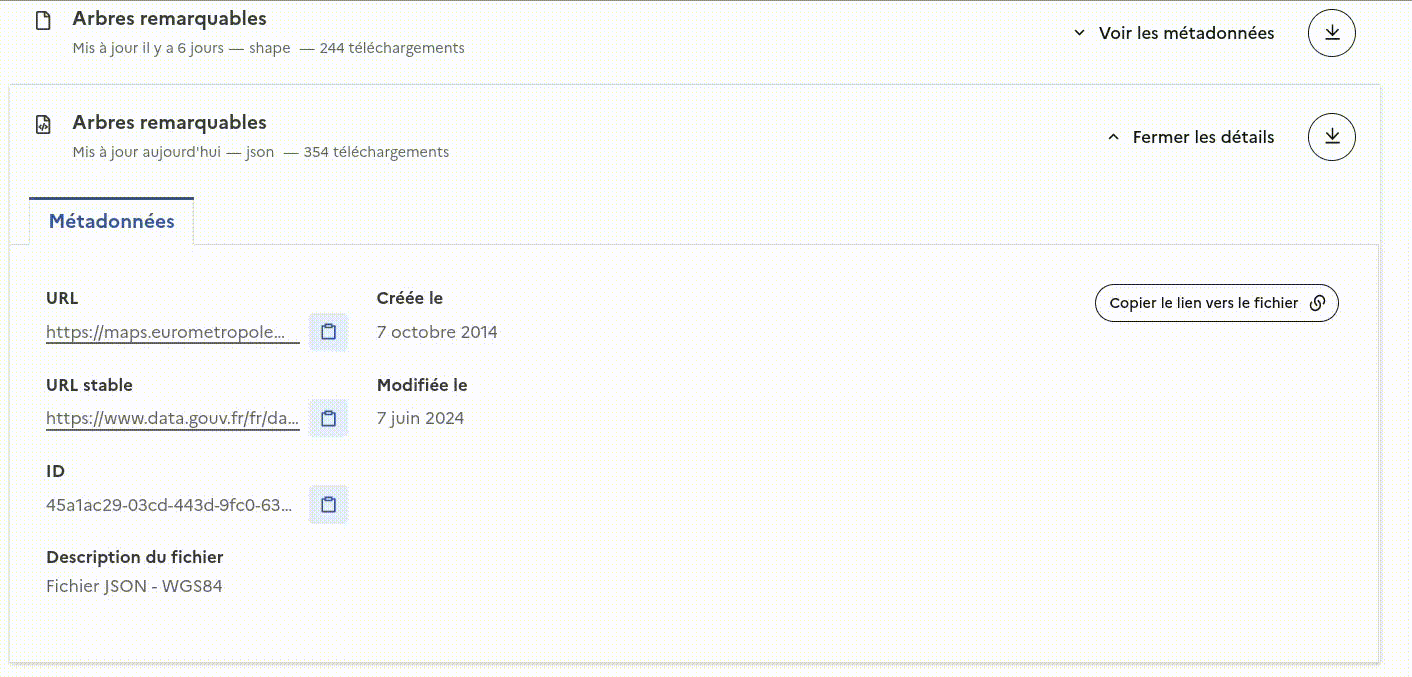 Arbres remarquables
Mis à jour il y a 6 jours — shape — 244 téléchargements
Voir les métadonnées
Arbres remarquables
Mis à jour aujourd'hui — json — 354 téléchargements
Fermer les détails
Métadonnées
URL
https://maps.eurometropole...
Créée le
7 octobre 2014
Copier le lien vers le fichier
URL stable
https://www.data.gouv.fr/fr/da...
Modifiée le
7 juin 2024
ID
45a1ac29-03cd-443d-9fc0-63...
Description du fichier
Fichier JSON - WGS84